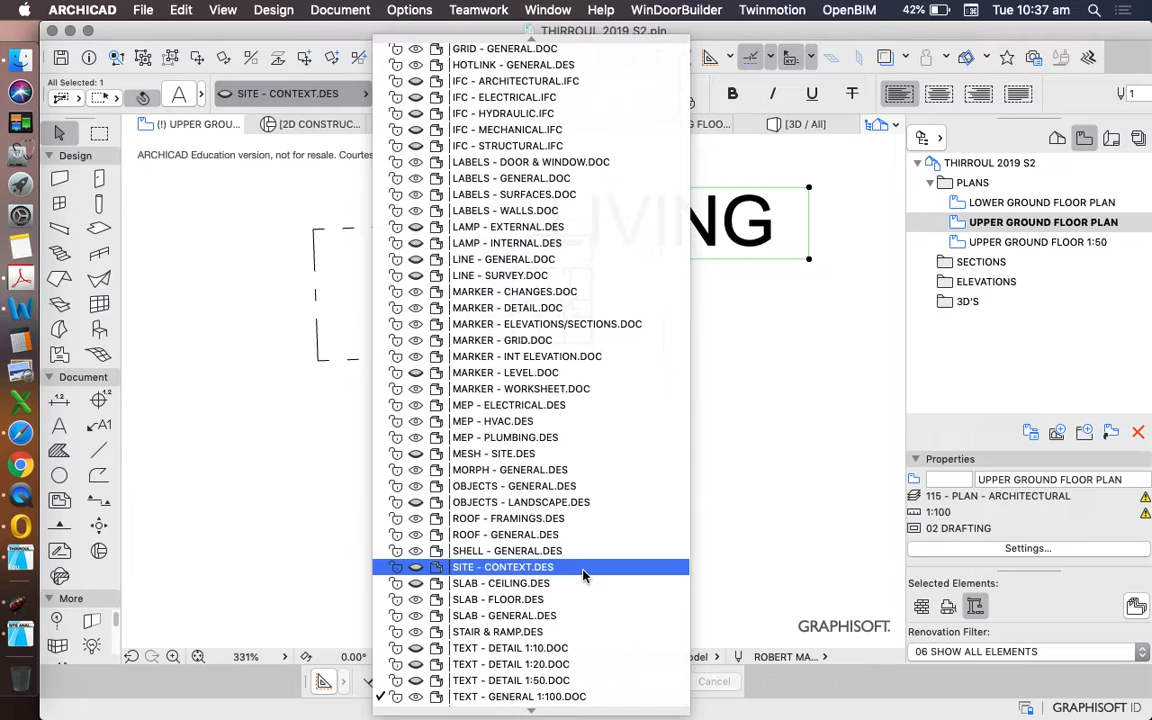 ARCHICAD File Edit View Design Document Options Teamwork Window Help WinDoorBuilder Twinmotion OpenBIM 42% Tue 10:37 am
THIRROUL 2019 S2.pln
All Selected: 1
SITE - CONTEXT.DES
1
(!) UPPER GROU...
[2D CONSTRUC...
[3D / All]
ARCHICAD Education version, not for resale. Courtes
LIVING
Design
Document
More
GRID - GENERAL.DOC
HOTLINK - GENERAL.DES
IFC - ARCHITECTURAL.IFC
IFC - ELECTRICAL.IFC
IFC - HYDRAULIC.IFC
IFC - MECHANICAL.IFC
IFC - STRUCTURAL.IFC
LABELS - DOOR & WINDOW.DOC
LABELS - GENERAL.DOC
LABELS - SURFACES.DOC
LABELS - WALLS.DOC
LAMP - EXTERNAL.DES
LAMP - INTERNAL.DES
LINE - GENERAL.DOC
LINE - SURVEY.DOC
MARKER - CHANGES.DOC
MARKER - DETAIL.DOC
MARKER - ELEVATIONS/SECTIONS.DOC
MARKER - GRID.DOC
MARKER - INT ELEVATION.DOC
MARKER - LEVEL.DOC
MARKER - WORKSHEET.DOC
MEP - ELECTRICAL.DES
MEP - HVAC.DES
MEP - PLUMBING.DES
MESH - SITE.DES
MORPH - GENERAL.DES
OBJECTS - GENERAL.DES
OBJECTS - LANDSCAPE.DES
ROOF - FRAMINGS.DES
ROOF - GENERAL.DES
SHELL - GENERAL.DES
SITE - CONTEXT.DES
SLAB - CEILING.DES
SLAB - FLOOR.DES
SLAB - GENERAL.DES
STAIR & RAMP.DES
TEXT - DETAIL 1:10.DOC
TEXT - DETAIL 1:20.DOC
TEXT - DETAIL 1:50.DOC
TEXT - GENERAL 1:100.DOC
THIRROUL 2019 S2
PLANS
LOWER GROUND FLOOR PLAN
UPPER GROUND FLOOR PLAN
UPPER GROUND FLOOR 1:50
SECTIONS
ELEVATIONS
3D'S
Properties
UPPER GROUND FLOOR PLAN
115 - PLAN - ARCHITECTURAL
1:100
02 DRAFTING
Settings...
Selected Elements:
Renovation Filter:
06 SHOW ALL ELEMENTS
GRAPHISOFT.
331%
0.00°
ROBERT MA...
Cancel
GRAPHISOFT ID